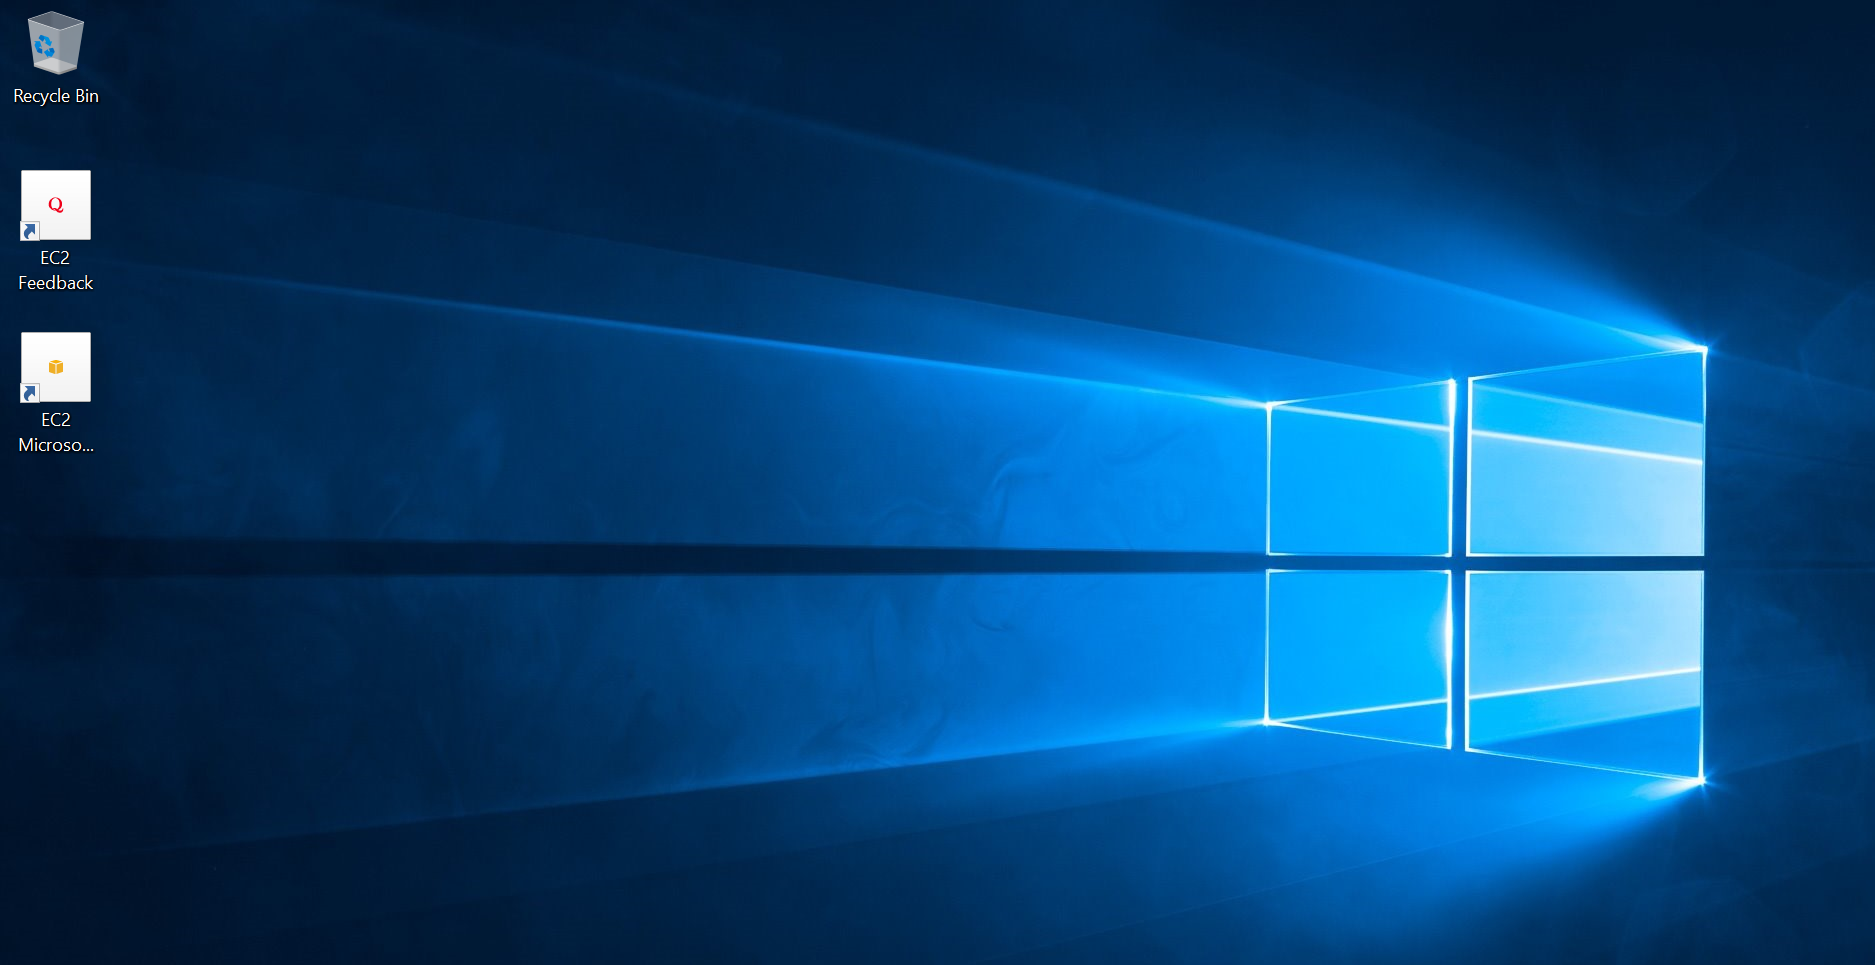 Recycle Bin
Q
EC2
Feedback
EC2
Microso...